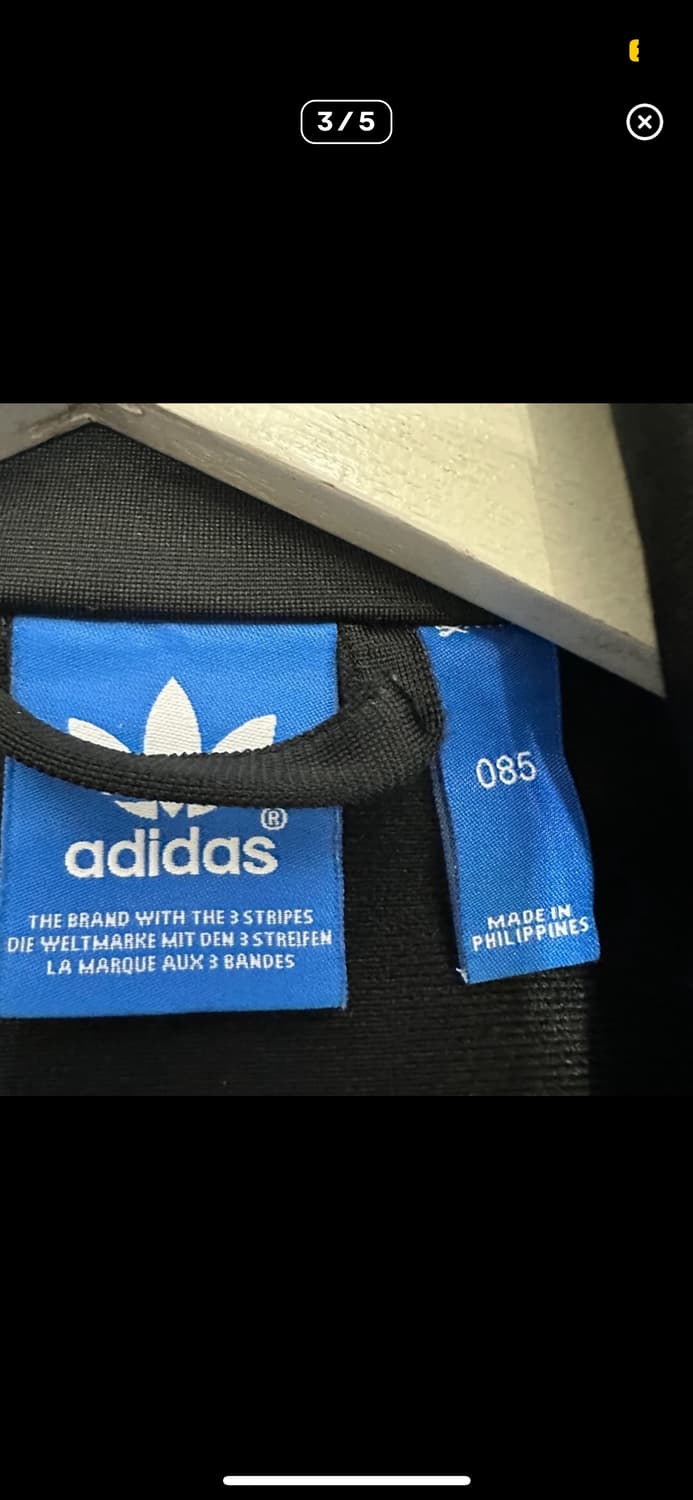 3/5
adidas
®
THE BRAND WITH THE 3 STRIPES
DIE WELTMARKE MIT DEN 3 STREIFEN
LA MARQUE AUX 3 BANDES
085
MADE IN
PHILIPPINES